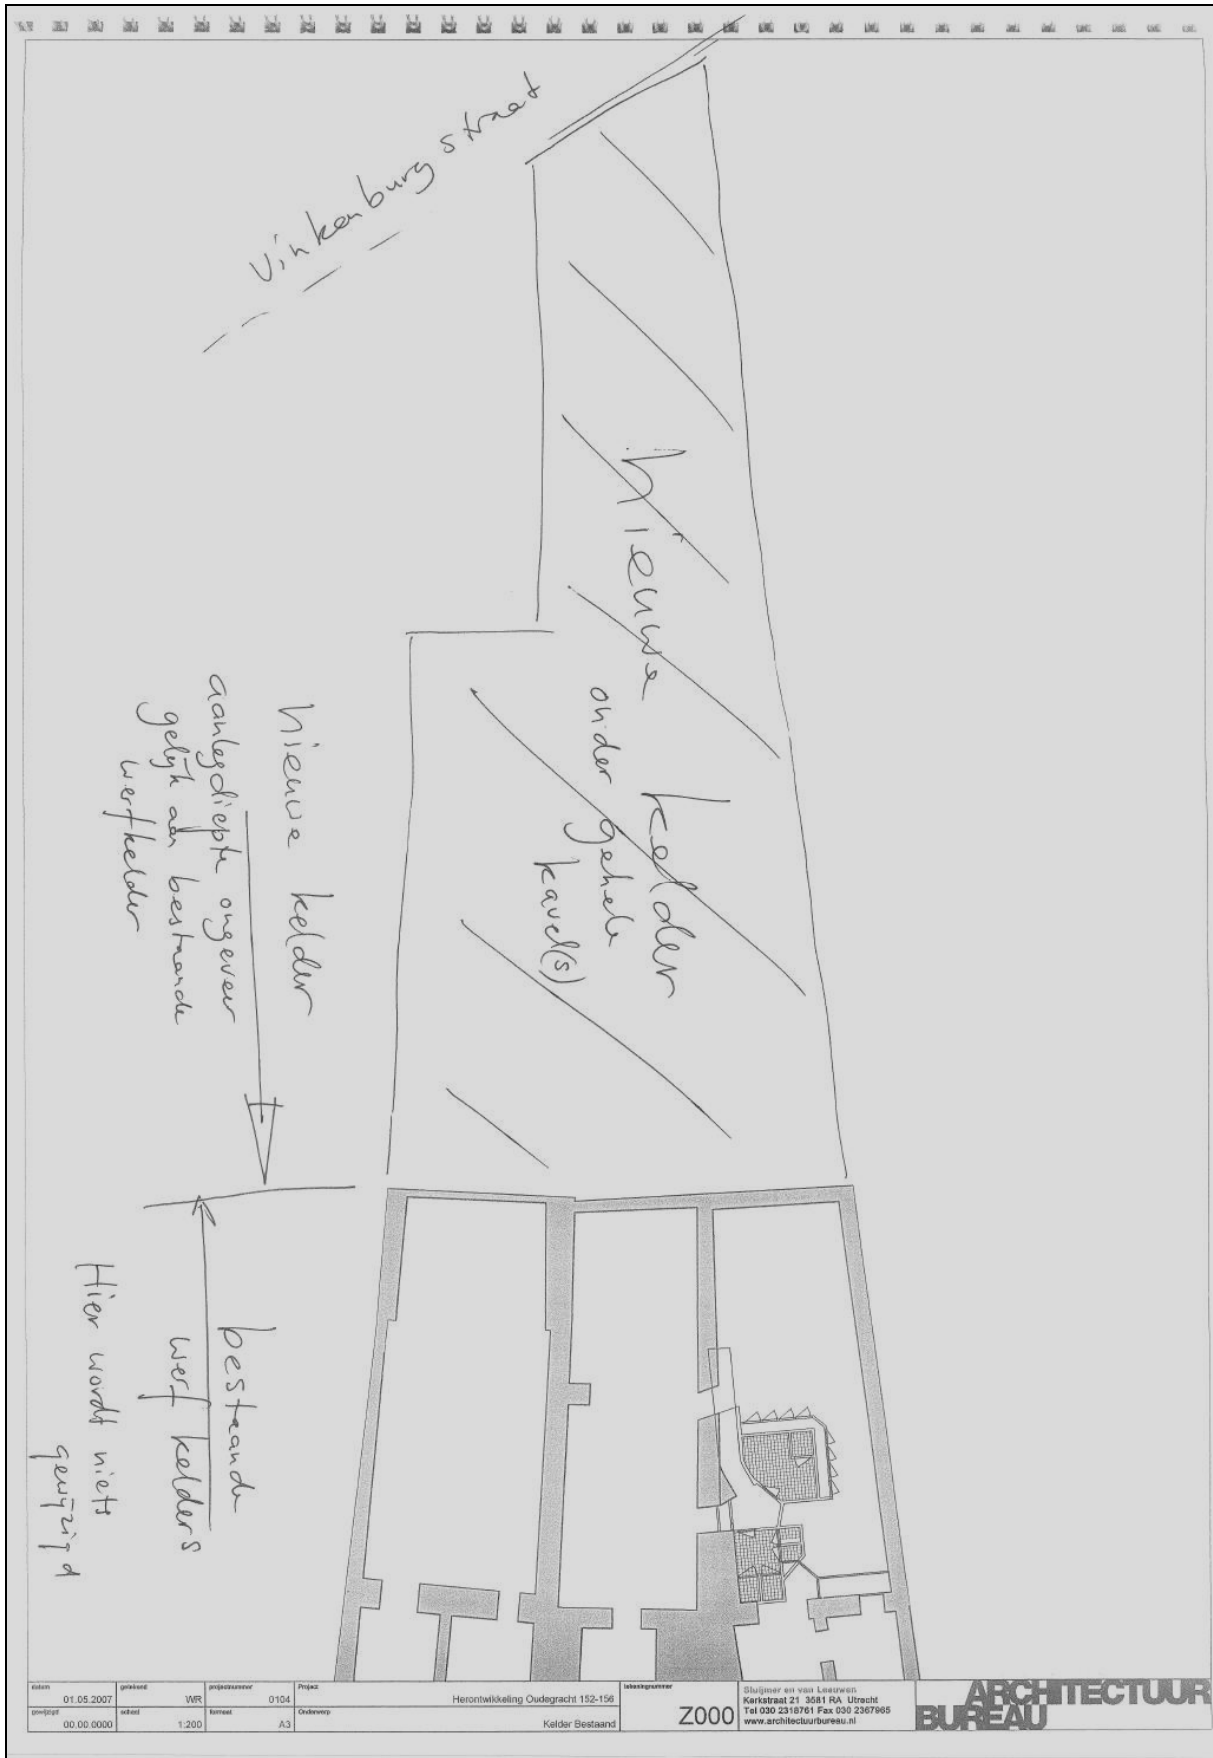 Vinkenburgstraat
nieuwe kelder
onder gehele
kavel(s)
nieuwe kelder
aanlegdiepte ongeveer
gelijk aan bestaande
werfkelder
bestaande
werfkelders
Hier wordt niets
gewijzigd
datum
01.05.2007
getekend
WR
projectnummer
0104
Project
Herontwikkeling Oudegracht 152-156
tekeningnummer
Z000
gewijzigd
00.00.0000
schaal
1:200
formaat
A3
Onderwerp
Kelder Bestaand
Sluijmer en van Leeuwen
Kerkstraat 21 3581 RA Utrecht
Tel 030 2318761 Fax 030 2367965
www.architectuurbureau.nl
ARCHITECTUUR
BUREAU